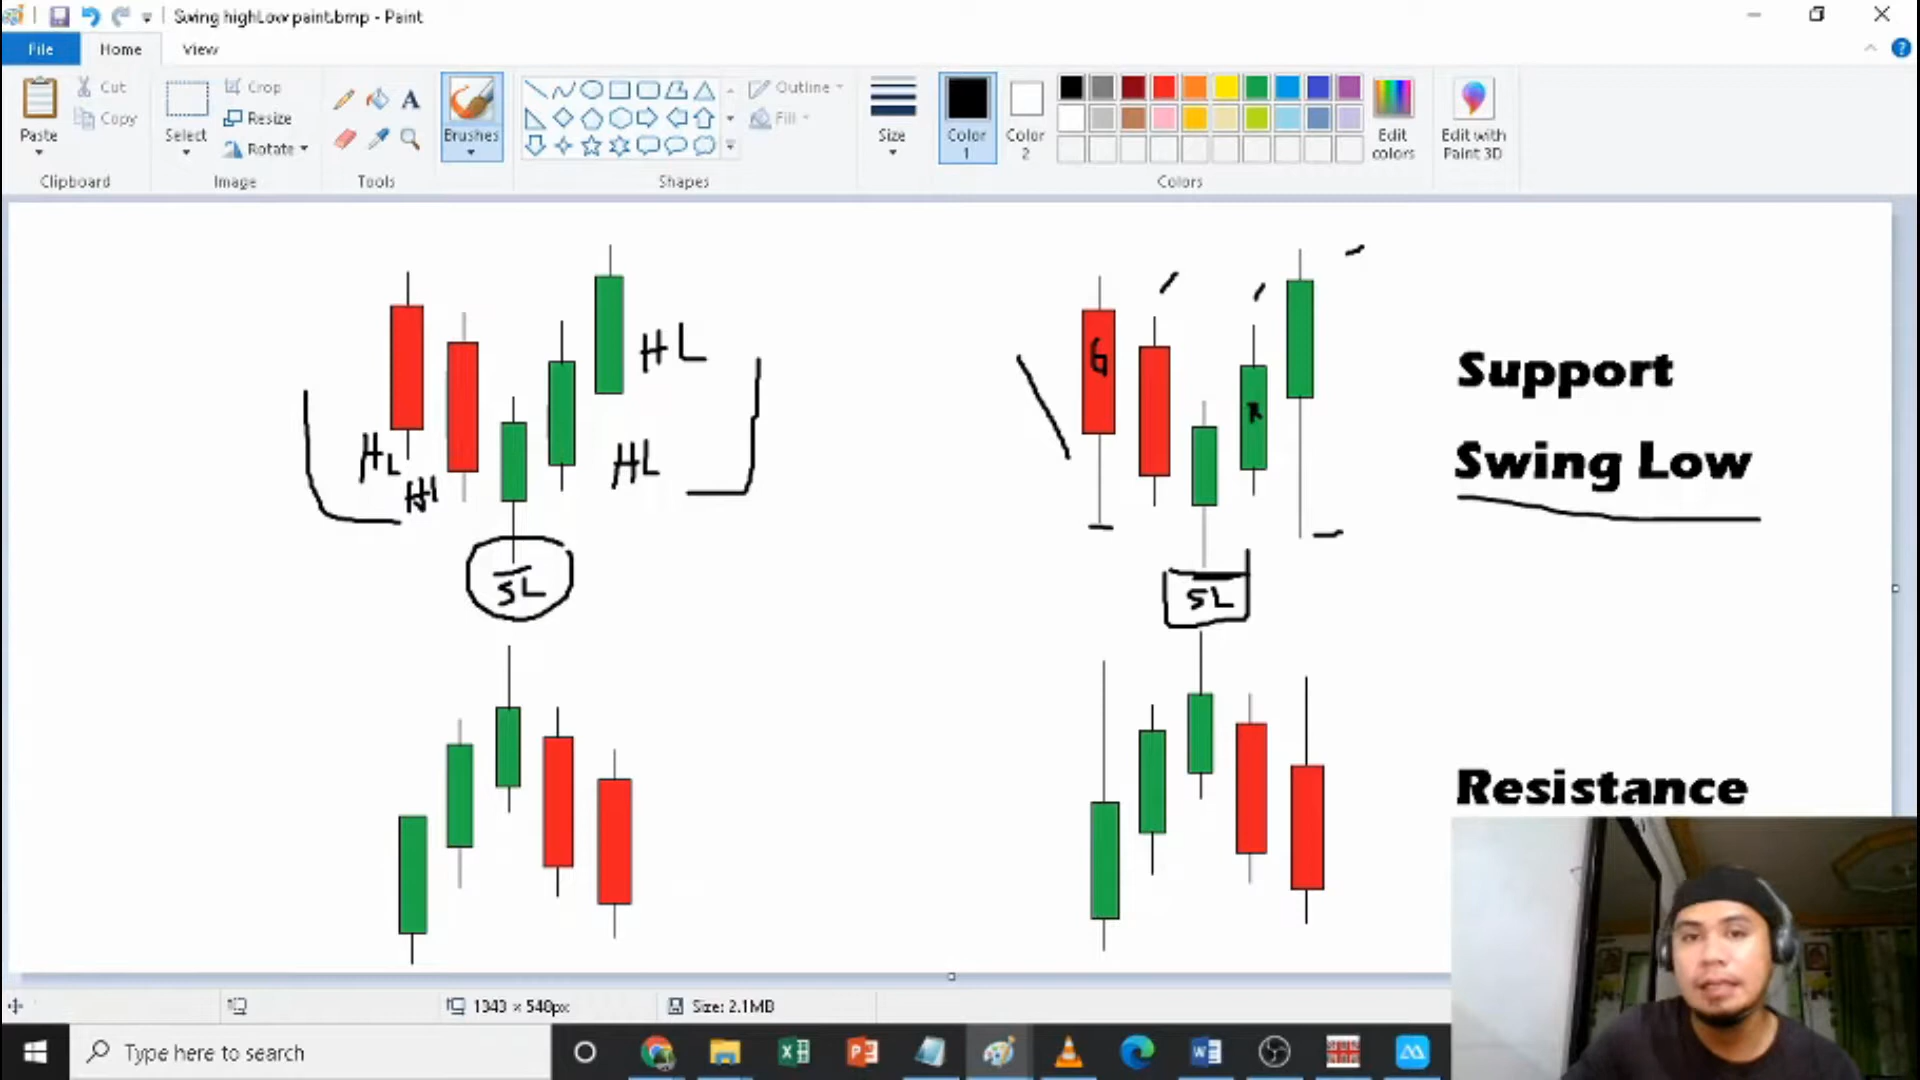 Swing highLow paint.bmp - Paint
File Home View
Paste
Cut
Copy
Clipboard
Select
Crop
Resize
Rotate
Image
A
Tools
Brushes
Outline
Fill
Shapes
Size
Color 1
Color 2
Edit colors
Edit with Paint 3D
Colors
HL
HL
HL
HL
SL
SL
Support
Swing Low
Resistance
1343 × 548px
Size: 2.1MB
Type here to search